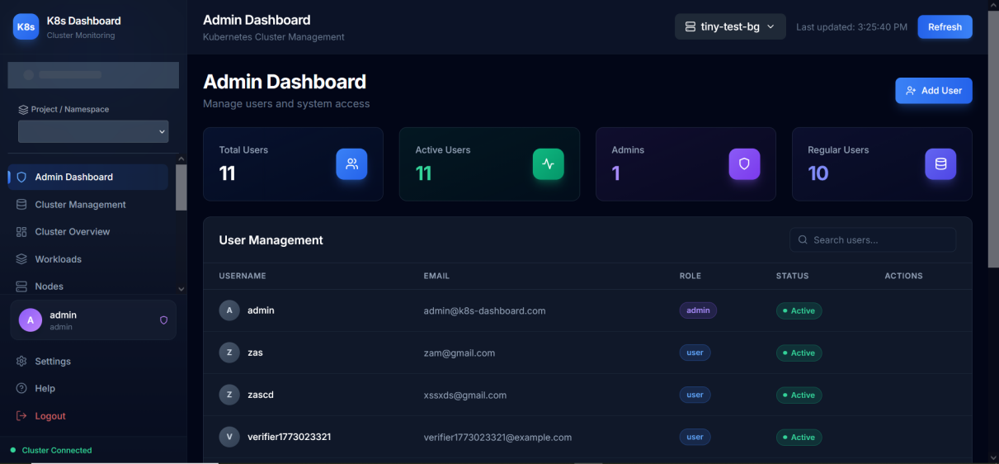 K8s
K8s Dashboard
Cluster Monitoring
Project / Namespace
Admin Dashboard
Cluster Management
Cluster Overview
Workloads
Nodes
A
admin
admin
Settings
Help
Logout
Cluster Connected
Admin Dashboard
Kubernetes Cluster Management
tiny-test-bg
Last updated: 3:25:40 PM
Refresh
Admin Dashboard
Manage users and system access
Add User
Total Users
11
Active Users
11
Admins
1
Regular Users
10
User Management
Search users...
USERNAME EMAIL ROLE STATUS ACTIONS
A admin admin@k8s-dashboard.com admin Active
Z zas zam@gmail.com user Active
Z zascd xssxds@gmail.com user Active
V verifier1773023321 verifier1773023321@example.com user Active